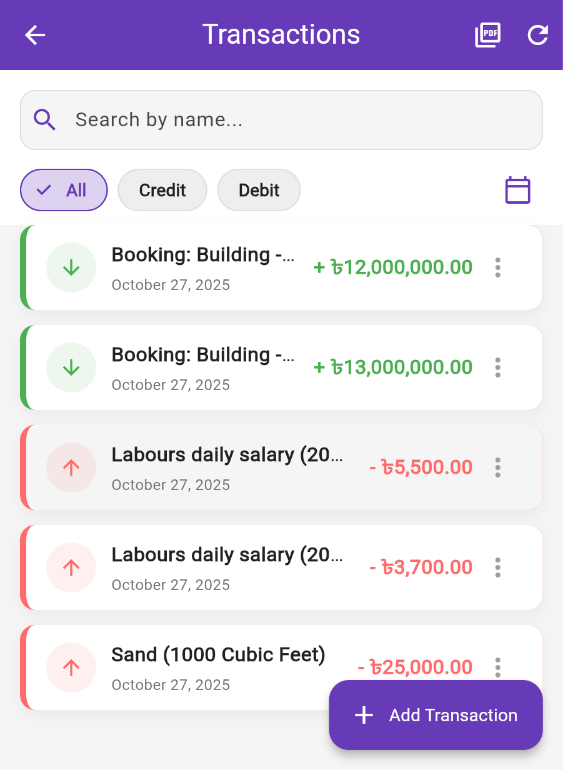 Transactions
PDF
Search by name...
All
Credit
Debit
Booking: Building -...
+ ৳12,000,000.00
October 27, 2025
Booking: Building -...
+ ৳13,000,000.00
October 27, 2025
Labours daily salary (20...
- ৳5,500.00
October 27, 2025
Labours daily salary (20...
- ৳3,700.00
October 27, 2025
Sand (1000 Cubic Feet)
- ৳25,000.00
October 27, 2025
Add Transaction